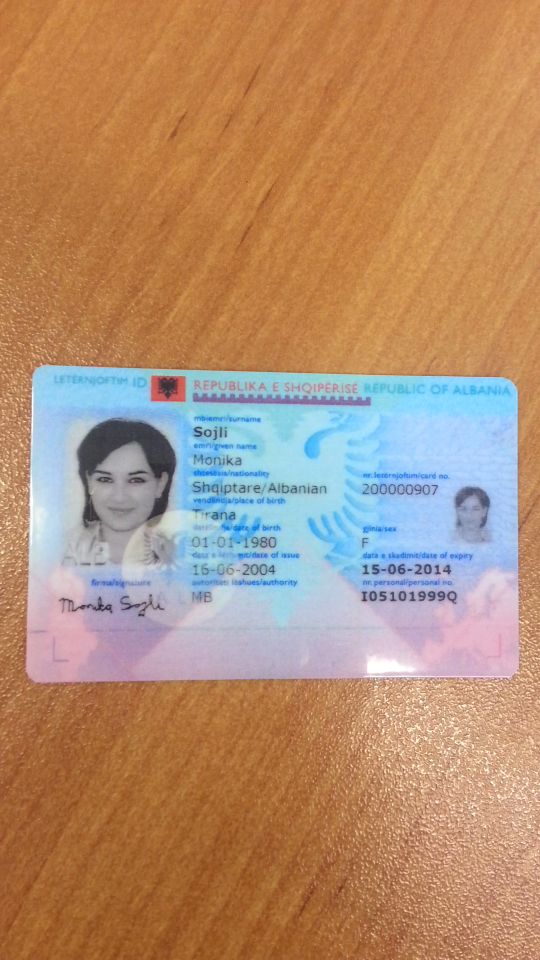 LETËRNJOFTIM ID REPUBLIKA E SHQIPËRISË REPUBLIC OF ALBANIA
mbiemri/surname
Sojli
emri/given name
Monika
shtetësia/nationality
Shqiptare/Albanian
nr.letërnjoftim/card no.
200000907
vendlindja/place of birth
Tirana
datëlindja/date of birth
gjinia/sex
01-01-1980
F
data e lëshimit/date of issue
data e skadimit/date of expiry
16-06-2004
15-06-2014
firma/signature
autoriteti lëshues/authority
nr.personal/personal no.
Monika Sojli
MB
I05101999Q